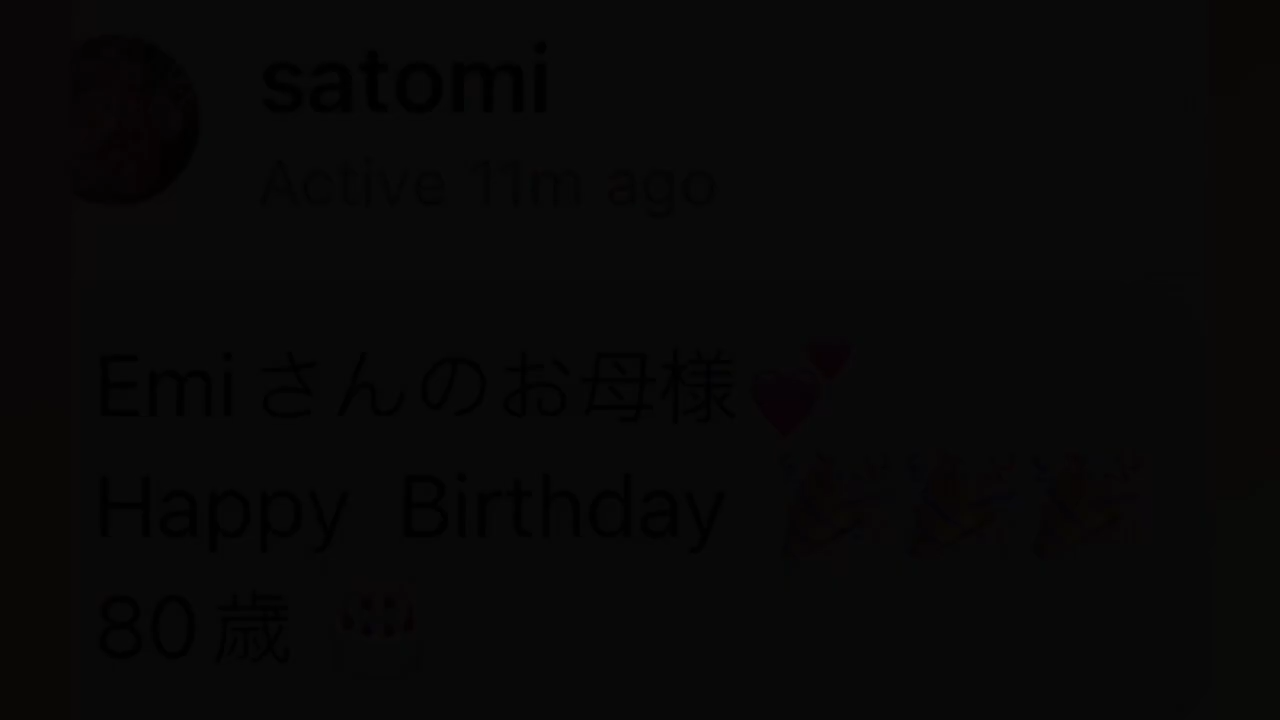 satomi
Active 11m ago
Emiさんのお母様💕
Happy Birthday 🎉🎉🎉
80歳 🎂